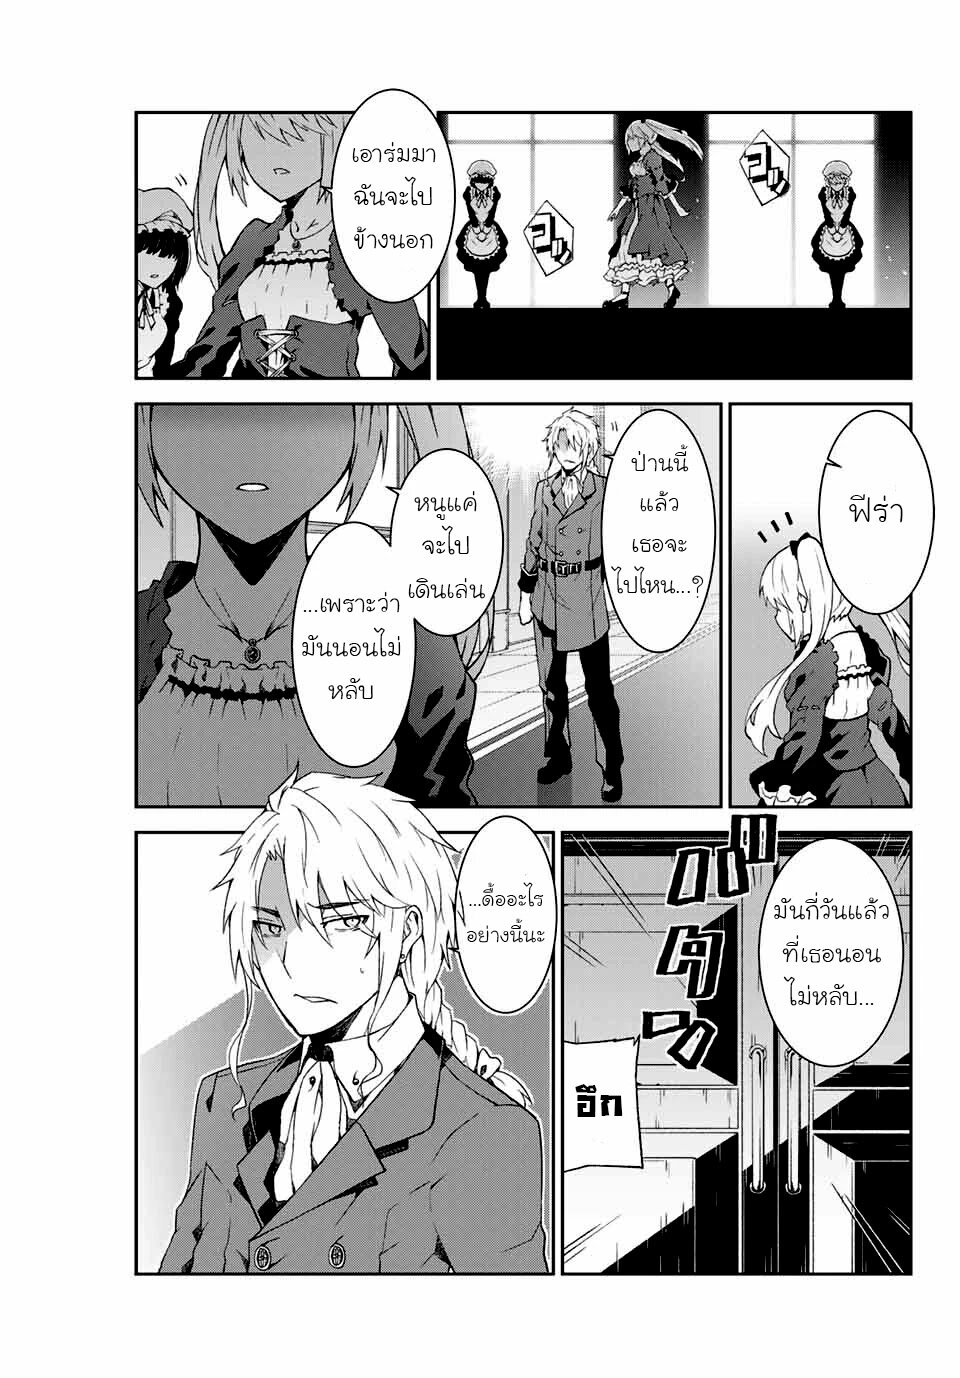 コッ
コッ
เอาร่มมา
ฉันจะไป
ข้างนอก
ฟีร่า
ป่านนี้
แล้ว
เธอจะ
ไปไหน...?
หนูแค่
จะไป
เดินเล่น
...เพราะว่า
มันนอนไม่
หลับ
มันกี่วันแล้ว
ที่เธอนอน
ไม่หลับ...
อึก
...ดื้ออะไร
อย่างนี้นะ